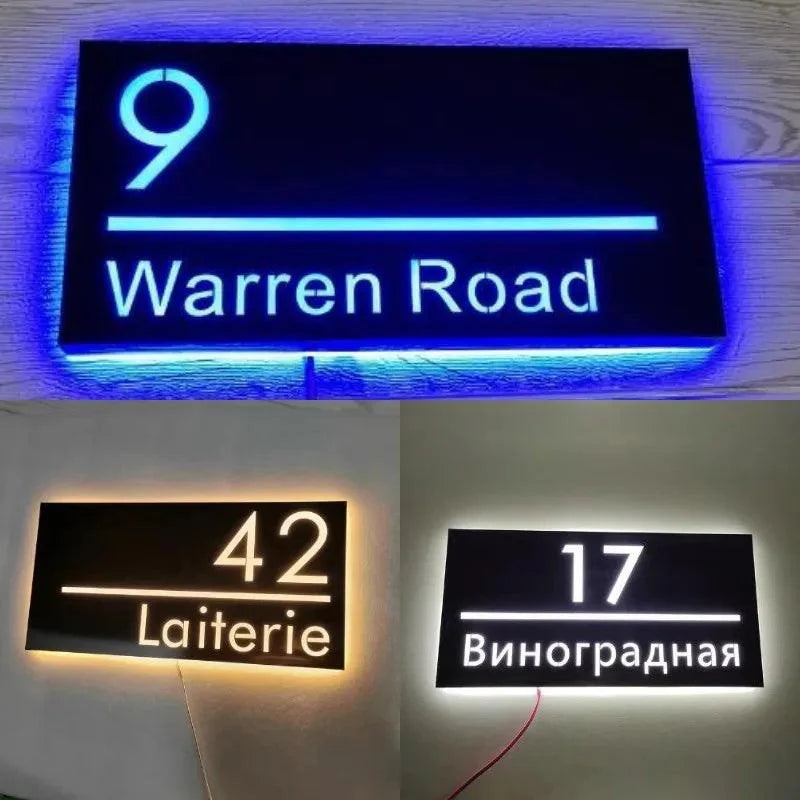 9
Warren Road
42
Laiterie
17
Виноградная